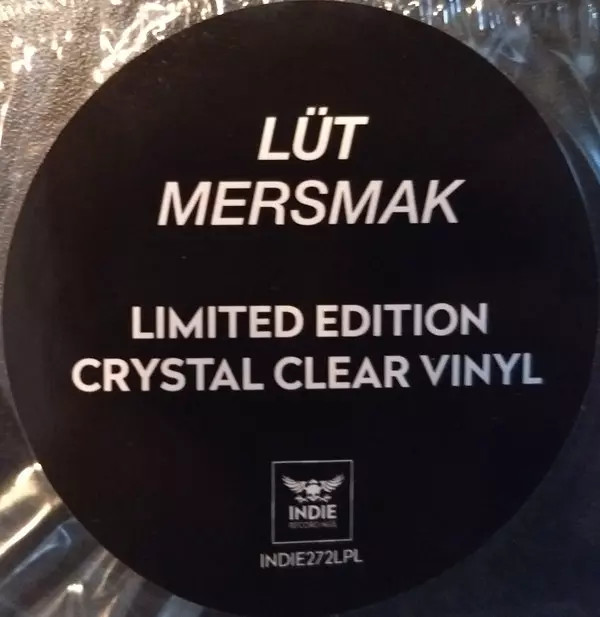 LÜT
MERSMAK
LIMITED EDITION
CRYSTAL CLEAR VINYL
INDIE
RECORDINGS
INDIE272LPL